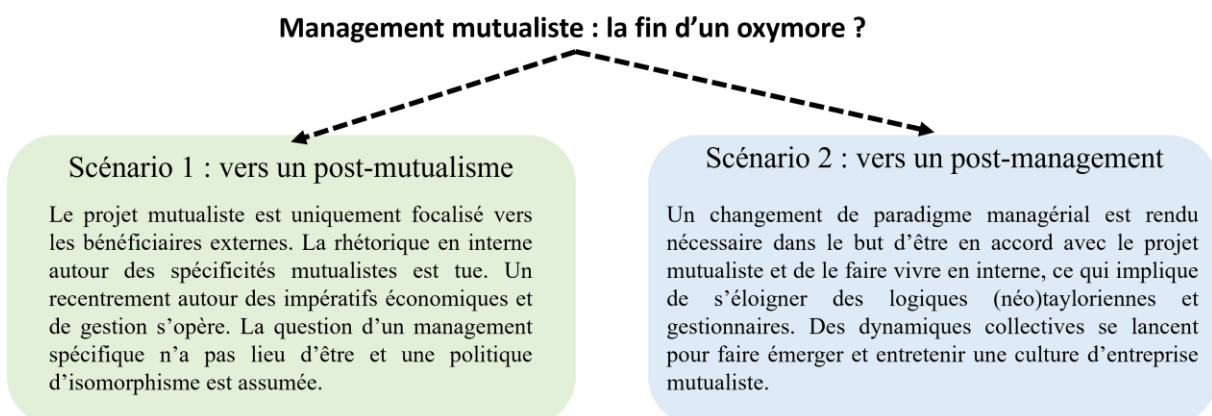 Management mutualiste : la fin d’un oxymore ?
Scénario 1 : vers un post-mutualisme
Le projet mutualiste est uniquement focalisé vers
les bénéficiaires externes. La rhétorique en interne
autour des spécificités mutualistes est tue. Un
recentrement autour des impératifs économiques et
de gestion s’opère. La question d’un management
spécifique n’a pas lieu d’être et une politique
d’isomorphisme est assumée.
Scénario 2 : vers un post-management
Un changement de paradigme managérial est rendu
nécessaire dans le but d’être en accord avec le projet
mutualiste et de le faire vivre en interne, ce qui implique
de s’éloigner des logiques (néo)tayloriennes et
gestionnaires. Des dynamiques collectives se lancent
pour faire émerger et entretenir une culture d’entreprise
mutualiste.